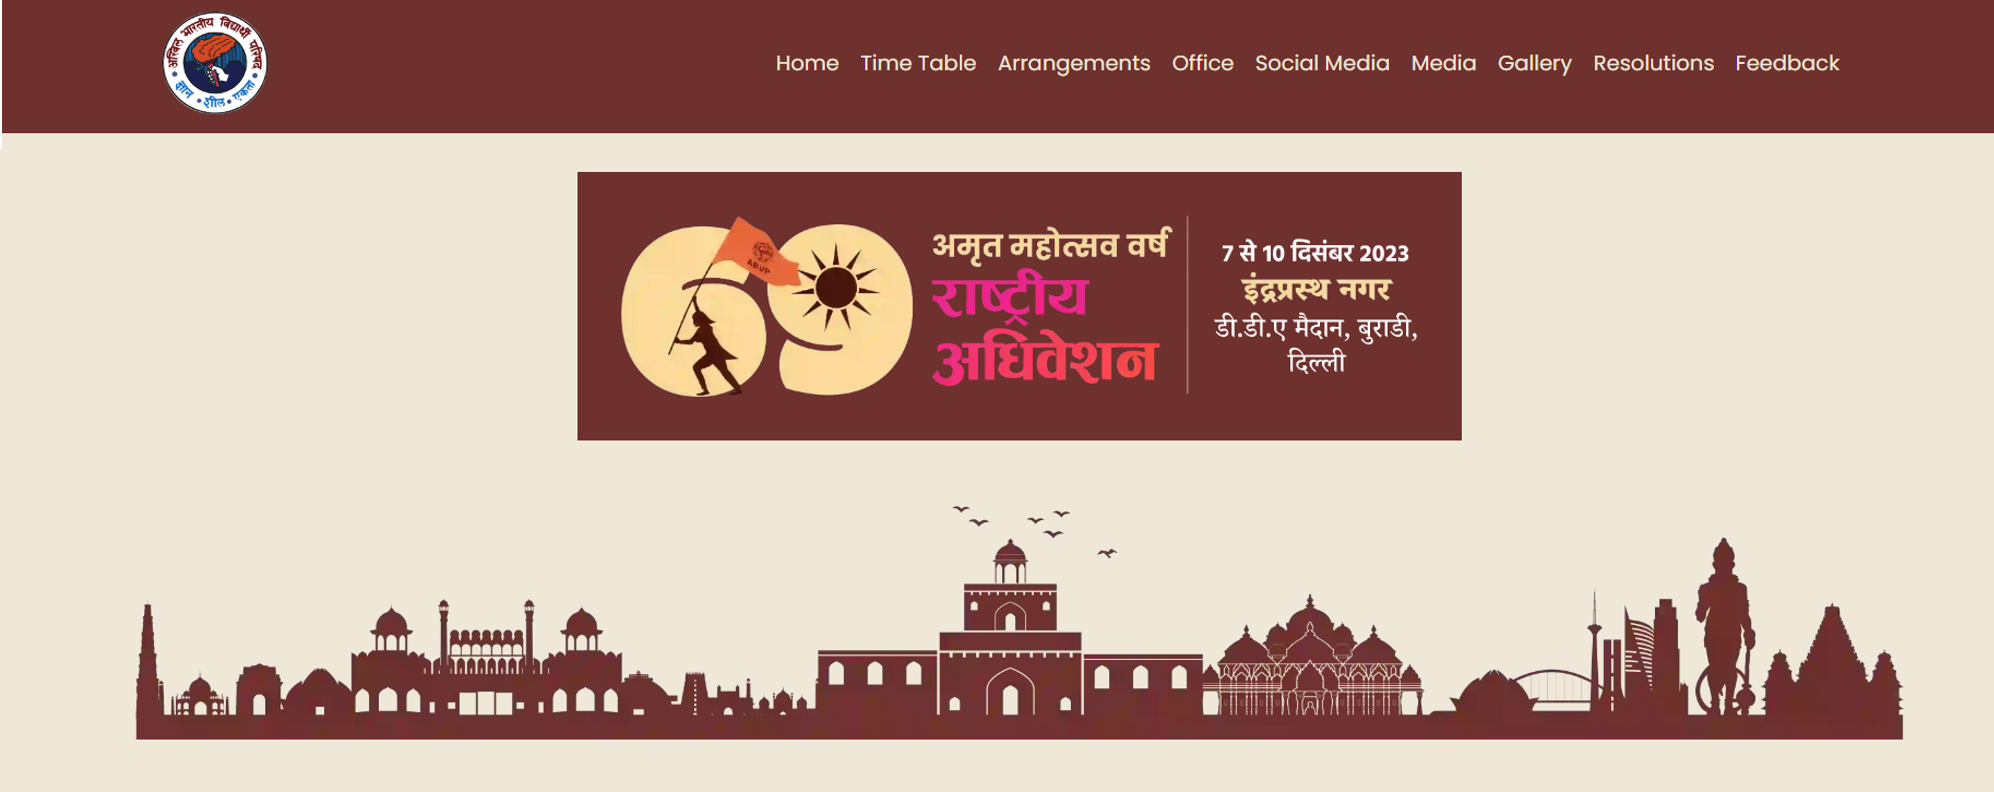 अखिल भारतीय विद्यार्थी परिषद
ज्ञान • शील • एकता
Home Time Table Arrangements Office Social Media Media Gallery Resolutions Feedback
69
ABVP
अमृत महोत्सव वर्ष
राष्ट्रीय
अधिवेशन
7 से 10 दिसंबर 2023
इंद्रप्रस्थ नगर
डी.डी.ए मैदान, बुराडी,
दिल्ली